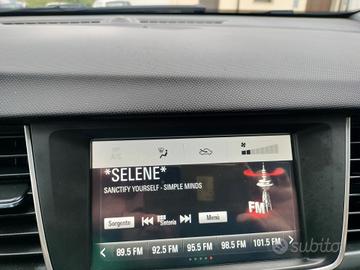 A/C
*SELENE*
SANCTIFY YOURSELF - SIMPLE MINDS
FM
Sorgente
Sintonia
Menù
89.5 FM 92.5 FM 95.5 FM 98.5 FM 101.5 FM
subito